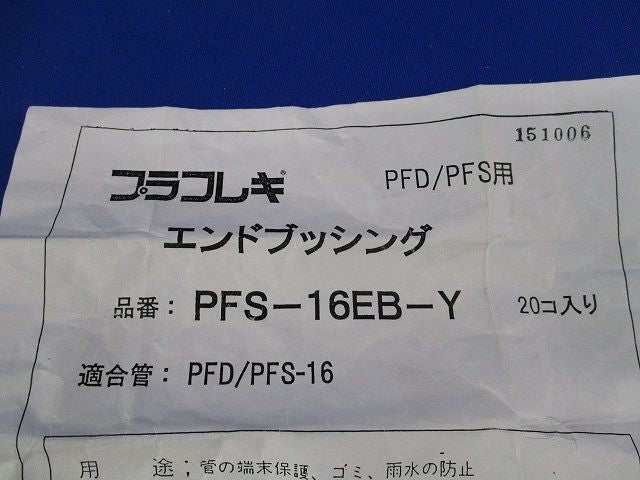 151006
プラフレキ® PFD/PFS用
エンドブッシング
品番：PFS-16EB-Y 20コ入り
適合管：PFD/PFS-16
用　途；管の端末保護、ゴミ、雨水の防止